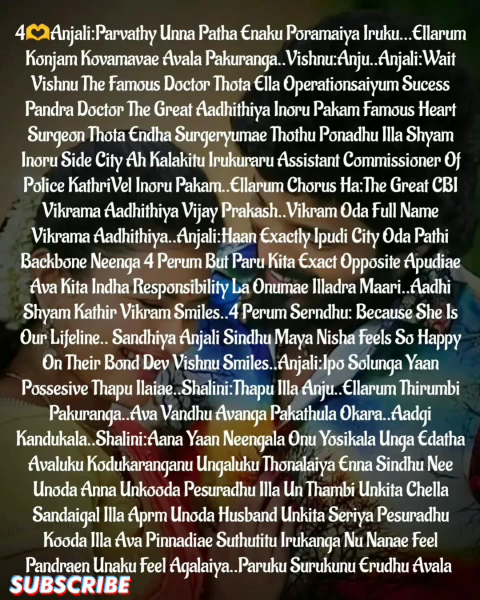 4🫶Anjali:Parvathy Unna Patha Enaku Poramaiya Iruku...Ellarum
Konjam Kovamavae Avala Pakuranga..Vishnu:Anju..Anjali:Wait
Vishnu The Famous Doctor Thota Ella Operationsaiyum Sucess
Pandra Doctor The Great Aadhithiya Inoru Pakam Famous Heart
Surgeon Thota Endha Surgeryumae Thothu Ponadhu Illa Shyam
Inoru Side City Ah Kalakitu Irukuraru Assistant Commissioner Of
Police KathriVel Inoru Pakam..Ellarum Chorus Ha:The Great CBI
Vikrama Aadhithiya Vijay Prakash..Vikram Oda Full Name
Vikrama Aadhithiya..Anjali:Haan Exactly Ipudi City Oda Pathi
Backbone Neenga 4 Perum But Paru Kita Exact Opposite Apudiae
Ava Kita Indha Responsibility La Onumae Illadra Maari..Aadhi
Shyam Kathir Vikram Smiles..4 Perum Serndhu: Because She Is
Our Lifeline.. Sandhiya Anjali Sindhu Maya Nisha Feels So Happy
On Their Bond Dev Vishnu Smiles..Anjali:Ipo Solunga Yaan
Possesive Thapu Ilaiae..Shalini:Thapu Illa Anju..Ellarum Thirumbi
Pakuranga..Ava Vandhu Avanga Pakathula Okara..Aadgi
Kandukala..Shalini:Aana Yaan Neengala Onu Yosikala Unga Edatha
Avaluku Kodukaranganu Ungaluku Thonalaiya Enna Sindhu Nee
Unoda Anna Unkooda Pesuradhu Illa Un Thambi Unkita Chella
Sandaigal Illa Aprm Unoda Husband Unkita Seriya Pesuradhu
Kooda Illa Ava Pinnadiae Suthutitu Irukanga Nu Nanae Feel
Pandraen Unaku Feel Agalaiya..Paruku Surukunu Erudhu Avala
SUBSCRIBE